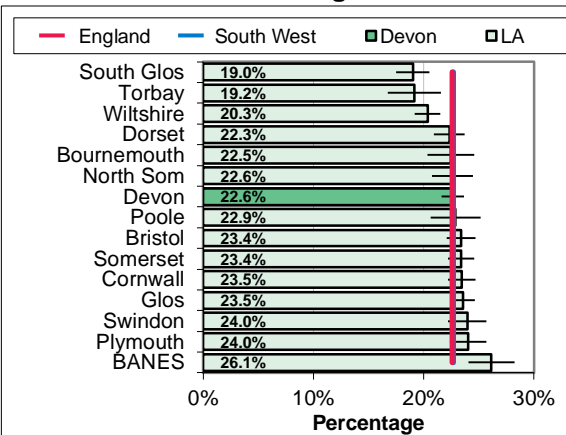 England South West Devon LA
South Glos 19.0%
Torbay 19.2%
Wiltshire 20.3%
Dorset 22.3%
Bournemouth 22.5%
North Som 22.6%
Devon 22.6%
Poole 22.9%
Bristol 23.4%
Somerset 23.4%
Cornwall 23.5%
Glos 23.5%
Swindon 24.0%
Plymouth 24.0%
BANES 26.1%
0% 10% 20% 30%
Percentage